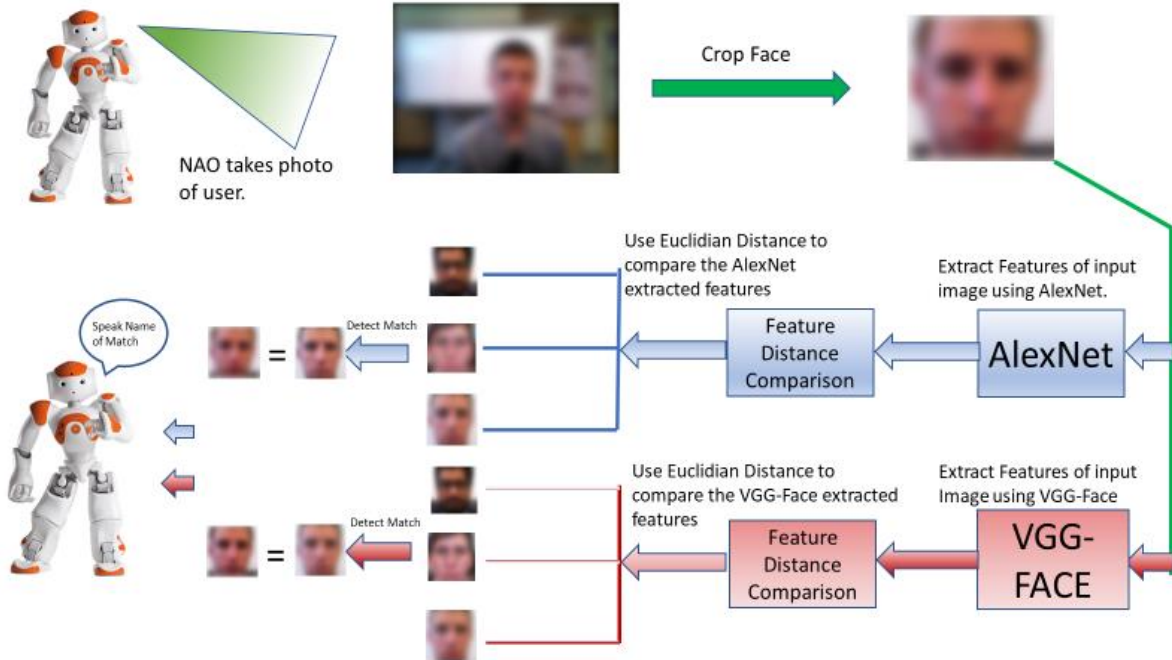 Crop Face
NAO takes photo
of user.
Use Euclidian Distance to
compare the AlexNet
extracted features
Extract Features of input
image using AlexNet.
Speak Name
of Match
Detect Match
=
Feature
Distance
Comparison
AlexNet
Use Euclidian Distance to
compare the VGG-Face extracted
features
Extract Features of input
Image using VGG-Face
Detect Match
=
Feature
Distance
Comparison
VGG-
FACE